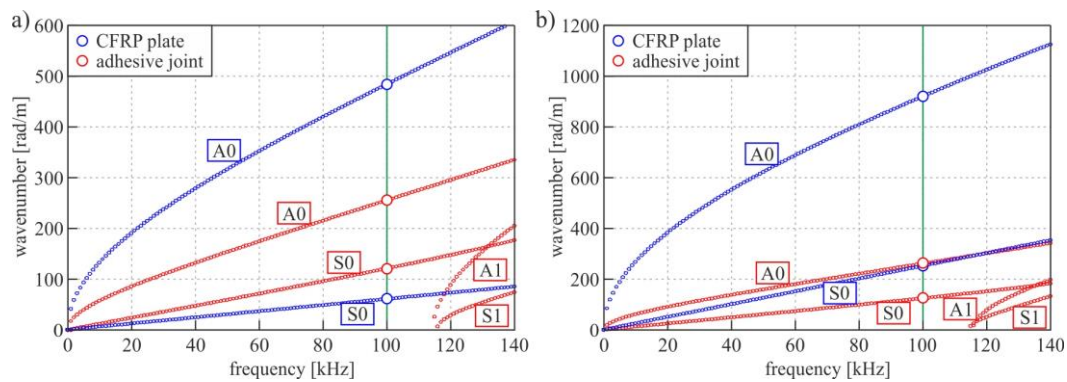 a)
wavenumber [rad/m]
600
500
400
300
200
100
0
CFRP plate
adhesive joint
A0
A0
S0
S0
A1
S1
0 20 40 60 80 100 120 140
frequency [kHz]
b)
wavenumber [rad/m]
1200
1000
800
600
400
200
0
CFRP plate
adhesive joint
A0
A0
S0
S0
A1
S1
0 20 40 60 80 100 120 140
frequency [kHz]